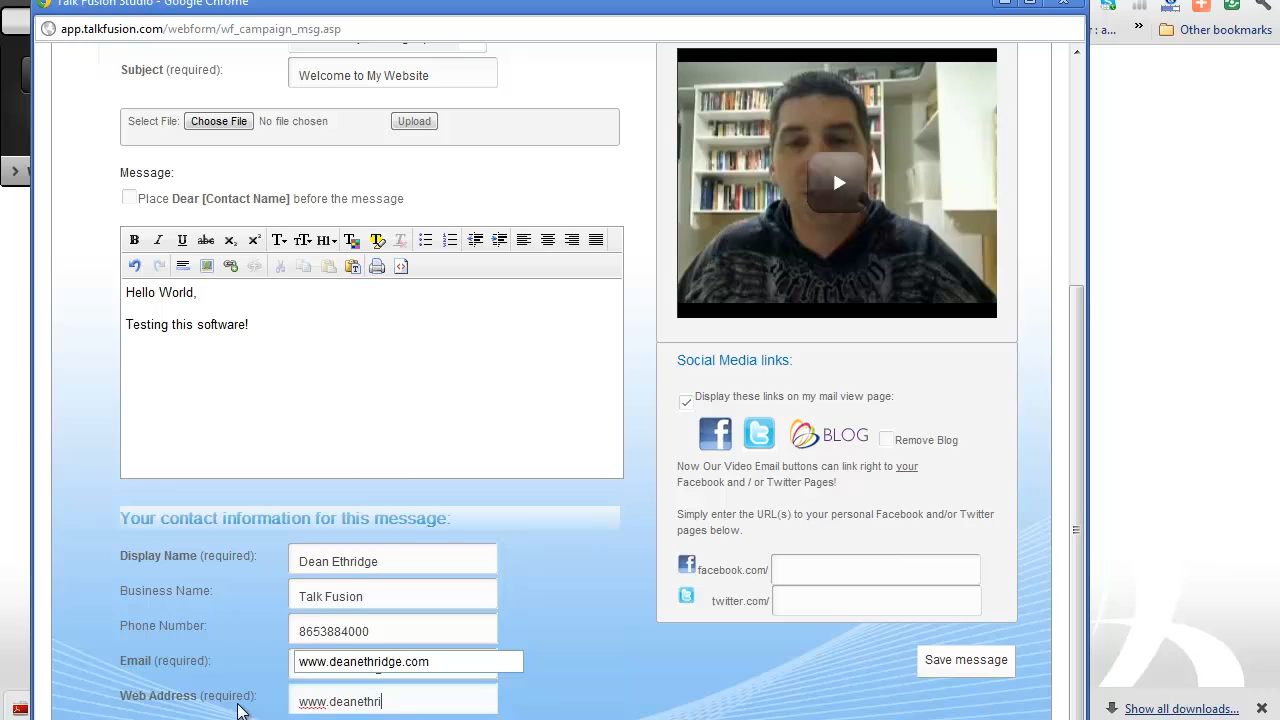 Talk Fusion Studio - Google Chrome
app.talkfusion.com/webform/wf_campaign_msg.asp
: a...
»
Other bookmarks
Subject (required):
Welcome to My Website
Select File:
Choose File
No file chosen
Upload
Message:
Place Dear [Contact Name] before the message
Hello World,
Testing this software!
Your contact information for this message:
Display Name (required):
Dean Ethridge
Business Name:
Talk Fusion
Phone Number:
8653884000
Email (required):
www.deanethridge.com
Web Address (required):
www.deanethri
Social Media links:
Display these links on my mail view page:
BLOG
Remove Blog
Now Our Video Email buttons can link right to your
Facebook and / or Twitter Pages!
Simply enter the URL(s) to your personal Facebook and/or Twitter
pages below.
facebook.com/
twitter.com/
Save message
Show all downloads...